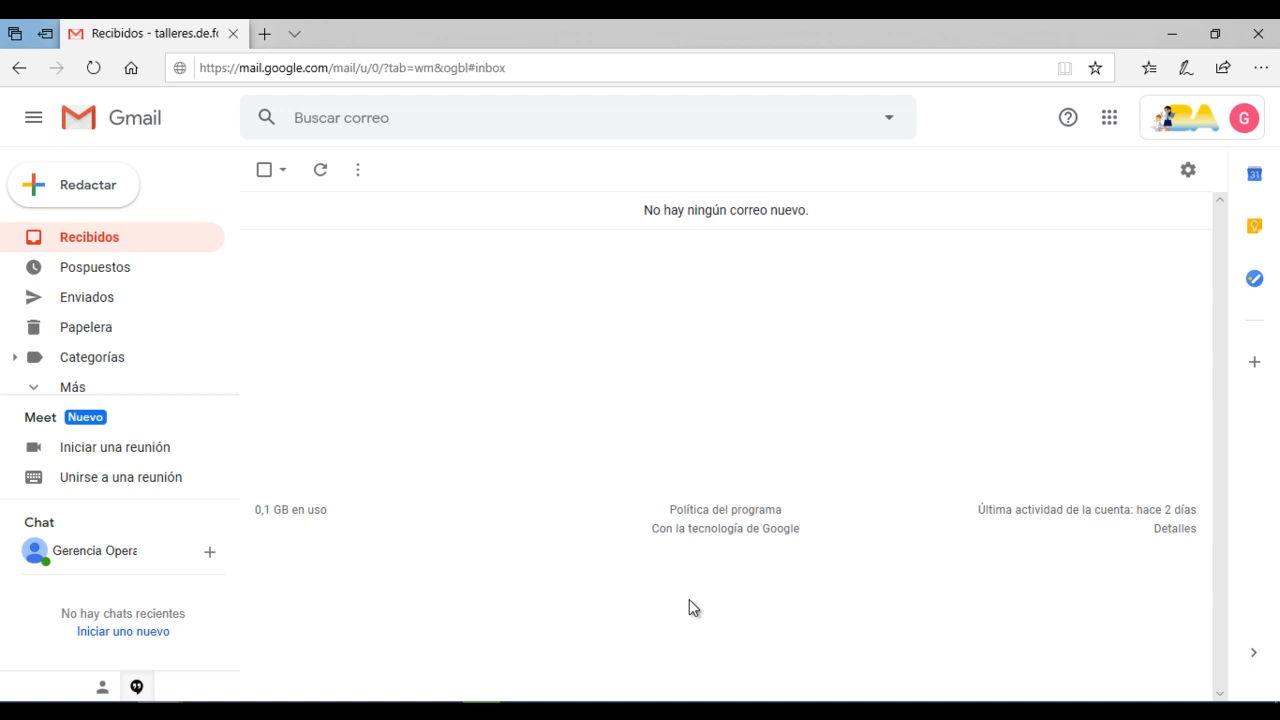 Recibidos - talleres.de.fo
https://mail.google.com/mail/u/0/?tab=wm&ogbl#inbox
Gmail
Buscar correo
BA
G
Redactar
31
No hay ningún correo nuevo.
Recibidos
Pospuestos
Enviados
Papelera
Categorías
Más
Meet Nuevo
Iniciar una reunión
Unirse a una reunión
0,1 GB en uso
Política del programa
Última actividad de la cuenta: hace 2 días
Con la tecnología de Google
Detalles
Chat
Gerencia Opera
No hay chats recientes
Iniciar uno nuevo